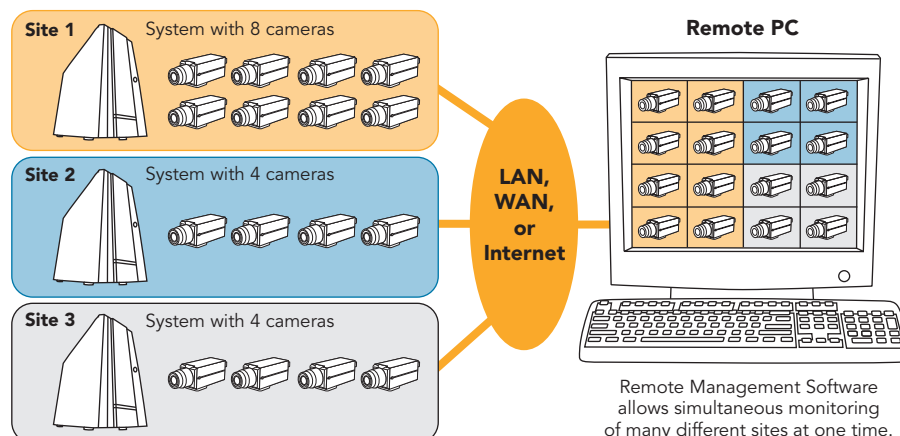 Site 1
System with 8 cameras
Site 2
System with 4 cameras
Site 3
System with 4 cameras
LAN,
WAN,
or
Internet
Remote PC
Remote Management Software
allows simultaneous monitoring
of many different sites at one time.